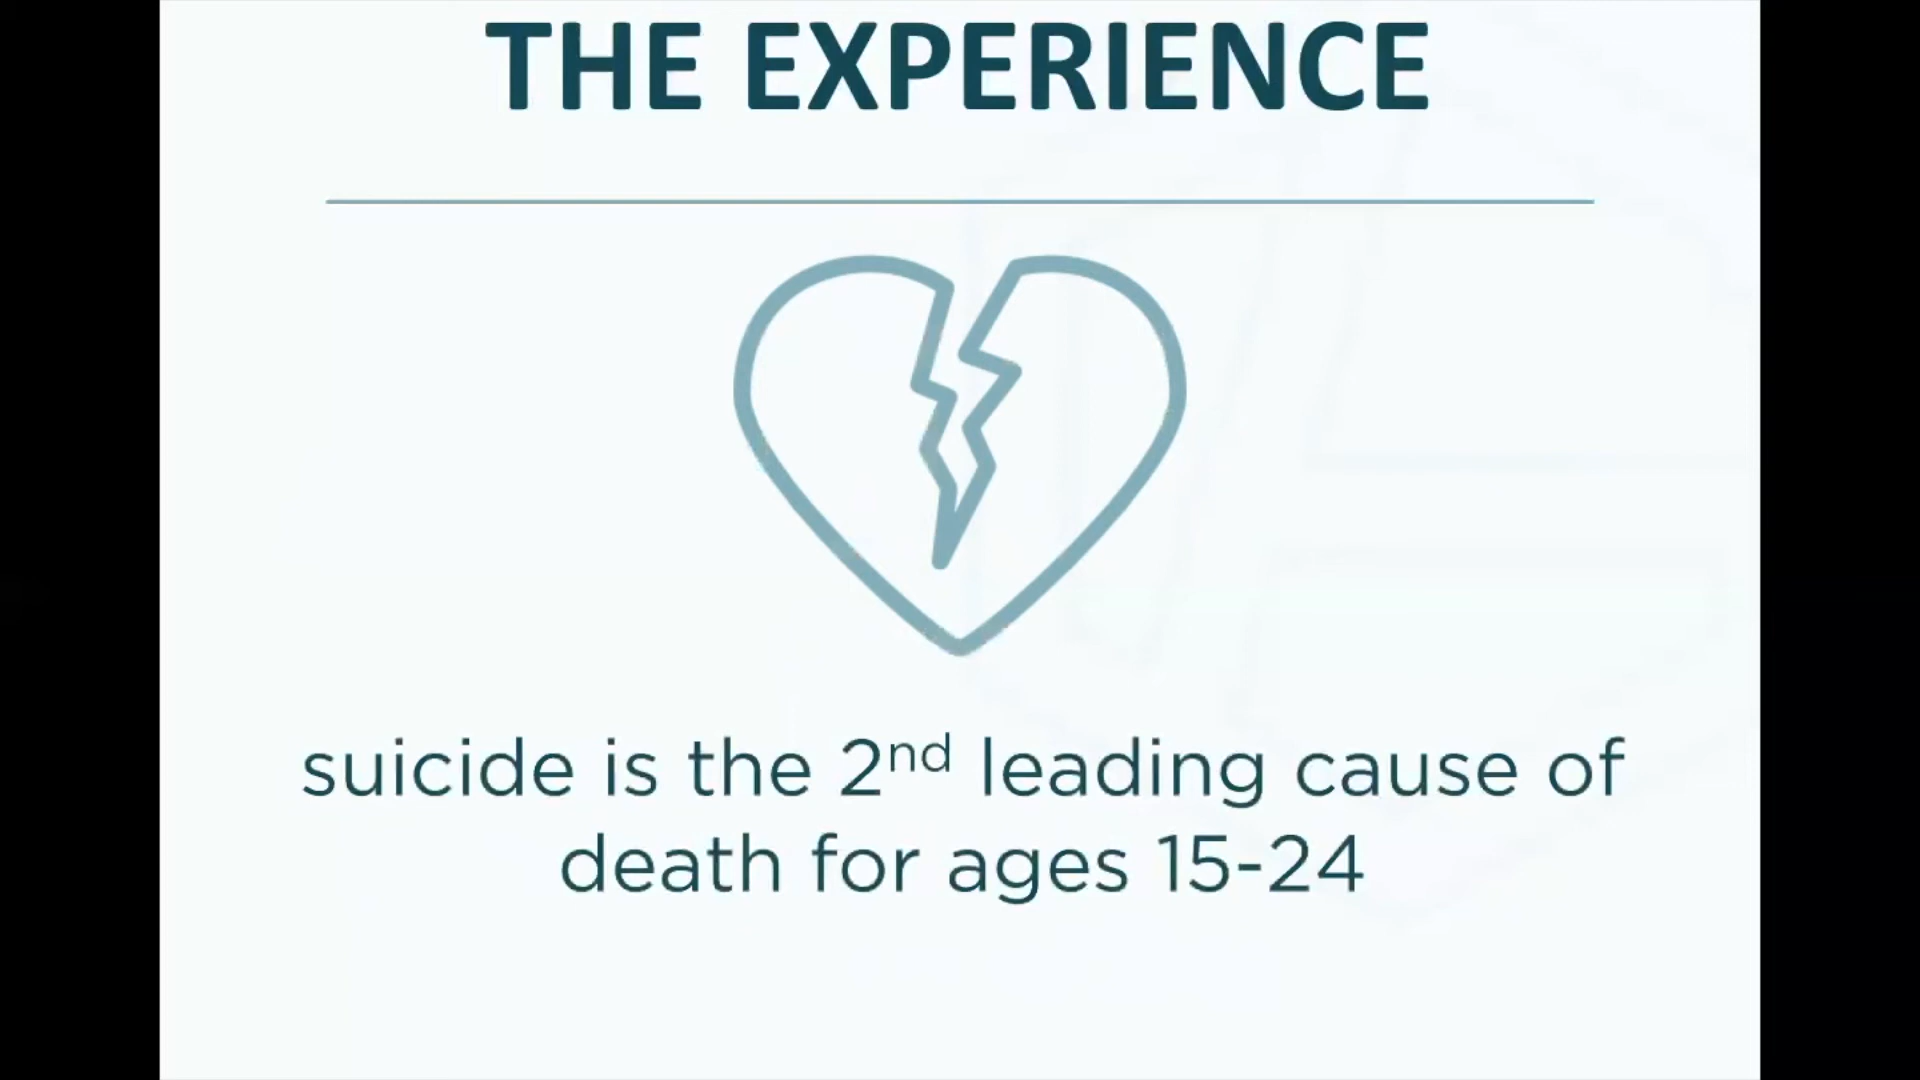 THE EXPERIENCE
suicide is the 2nd leading cause of
death for ages 15-24